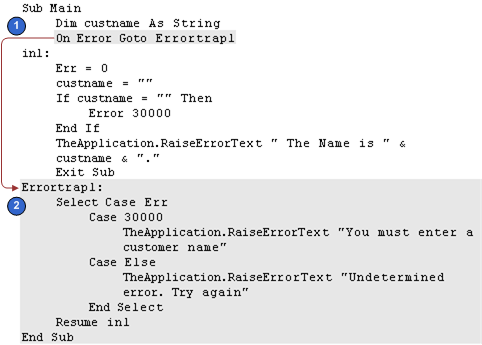 Sub Main
1
Dim custname As String
On Error Goto Errortrap1
in1:
Err = 0
custname = ""
If custname = "" Then
Error 30000
End If
TheApplication.RaiseErrorText " The Name is " &
custname & "."
Exit Sub
Errortrap1:
2
Select Case Err
Case 30000
TheApplication.RaiseErrorText "You must enter a
customer name"
Case Else
TheApplication.RaiseErrorText "Undetermined
error. Try again"
End Select
Resume in1
End Sub